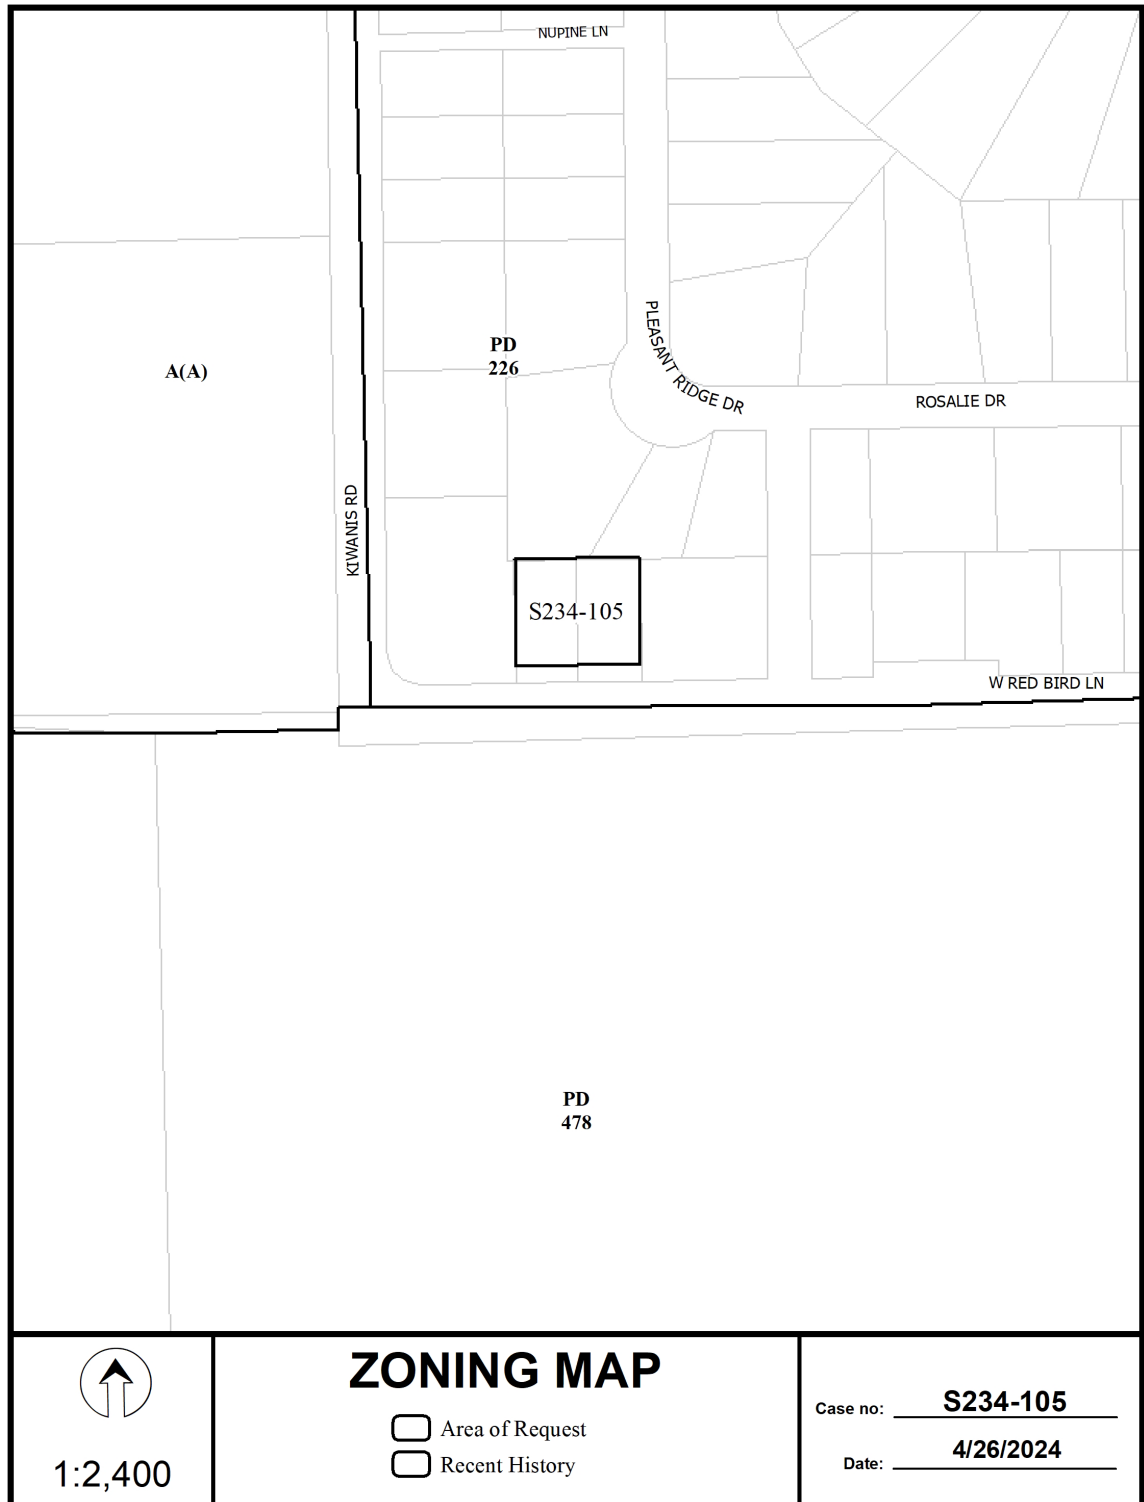 NUPINE LN
PLEASANT RIDGE DR
PD
226
A(A)
ROSALIE DR
KIWANIS RD
S234-105
W RED BIRD LN
PD
478
1:2,400
ZONING MAP
Area of Request
Recent History
Case no: S234-105
Date: 4/26/2024